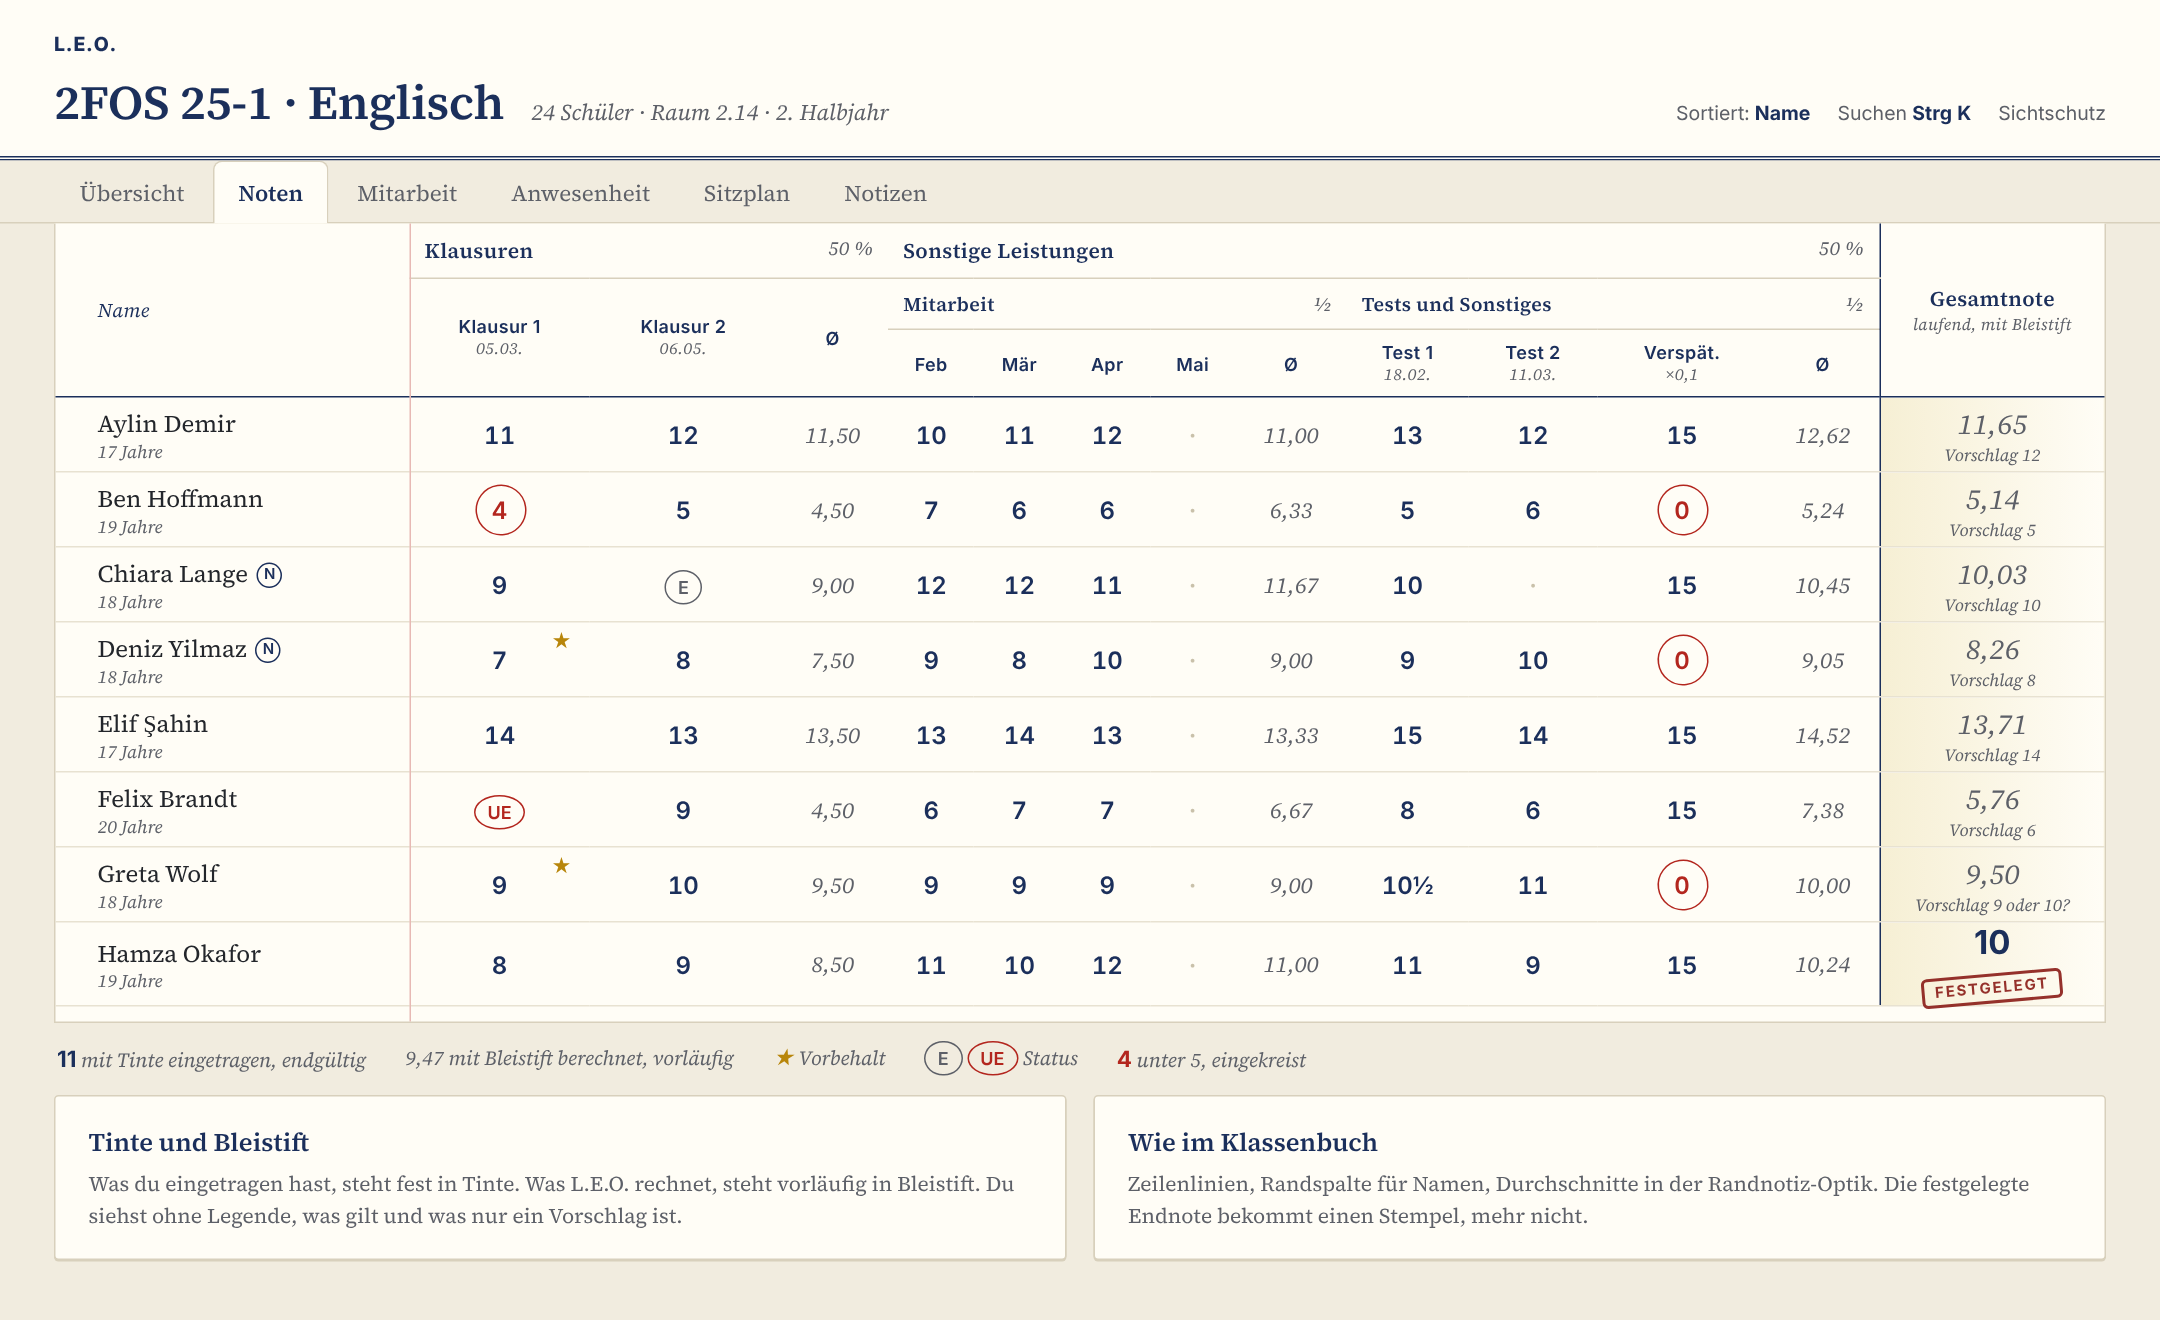 L.E.O.
2FOS 25-1 · Englisch 24 Schüler · Raum 2.14 · 2. Halbjahr Sortiert: Name Suchen Strg K Sichtschutz
Übersicht Noten Mitarbeit Anwesenheit Sitzplan Notizen
Klausuren 50 % Sonstige Leistungen 50 %
Name Mitarbeit ½ Tests und Sonstiges ½ Gesamtnote
laufend, mit Bleistift
Klausur 1 Klausur 2 Ø Feb Mär Apr Mai Ø Test 1 Test 2 Verspät. Ø
05.03. 06.05. 18.02. 11.03. ×0,1
Aylin Demir 11 12 11,50 10 11 12 · 11,00 13 12 15 12,62 11,65
17 Jahre Vorschlag 12
Ben Hoffmann 4 5 4,50 7 6 6 · 6,33 5 6 0 5,24 5,14
19 Jahre Vorschlag 5
Chiara Lange N 9 E 9,00 12 12 11 · 11,67 10 · 15 10,45 10,03
18 Jahre Vorschlag 10
Deniz Yilmaz N 7 ★ 8 7,50 9 8 10 · 9,00 9 10 0 9,05 8,26
18 Jahre Vorschlag 8
Elif Şahin 14 13 13,50 13 14 13 · 13,33 15 14 15 14,52 13,71
17 Jahre Vorschlag 14
Felix Brandt UE 9 4,50 6 7 7 · 6,67 8 6 15 7,38 5,76
20 Jahre Vorschlag 6
Greta Wolf 9 ★ 10 9,50 9 9 9 · 9,00 10½ 11 0 10,00 9,50
18 Jahre Vorschlag 9 oder 10?
Hamza Okafor 8 9 8,50 11 10 12 · 11,00 11 9 15 10,24 10
19 Jahre FESTGELEGT
11 mit Tinte eingetragen, endgültig 9,47 mit Bleistift berechnet, vorläufig ★ Vorbehalt E UE Status 4 unter 5, eingekreist
Tinte und Bleistift
Was du eingetragen hast, steht fest in Tinte. Was L.E.O. rechnet, steht vorläufig in Bleistift. Du
siehst ohne Legende, was gilt und was nur ein Vorschlag ist.
Wie im Klassenbuch
Zeilenlinien, Randspalte für Namen, Durchschnitte in der Randnotiz-Optik. Die festgelegte
Endnote bekommt einen Stempel, mehr nicht.